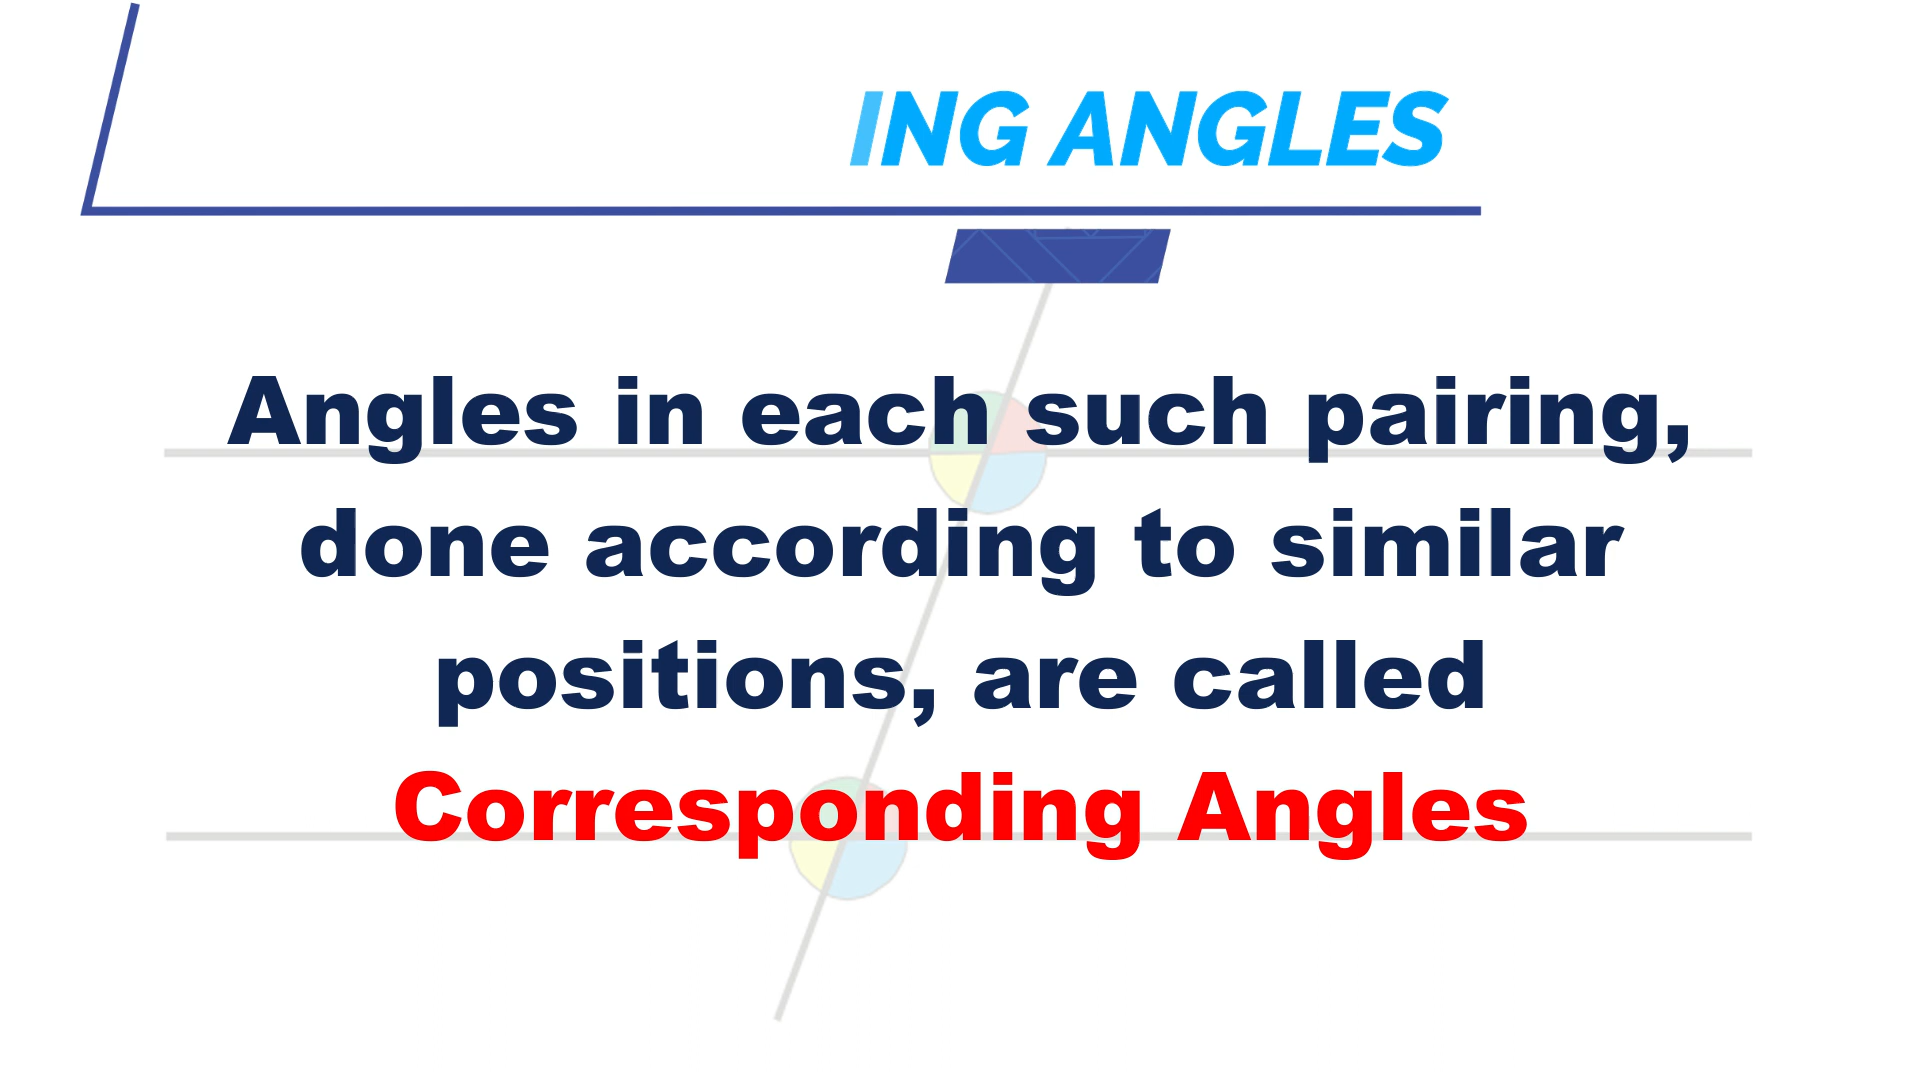 ING ANGLES
Angles in each such pairing,
done according to similar
positions, are called
Corresponding Angles